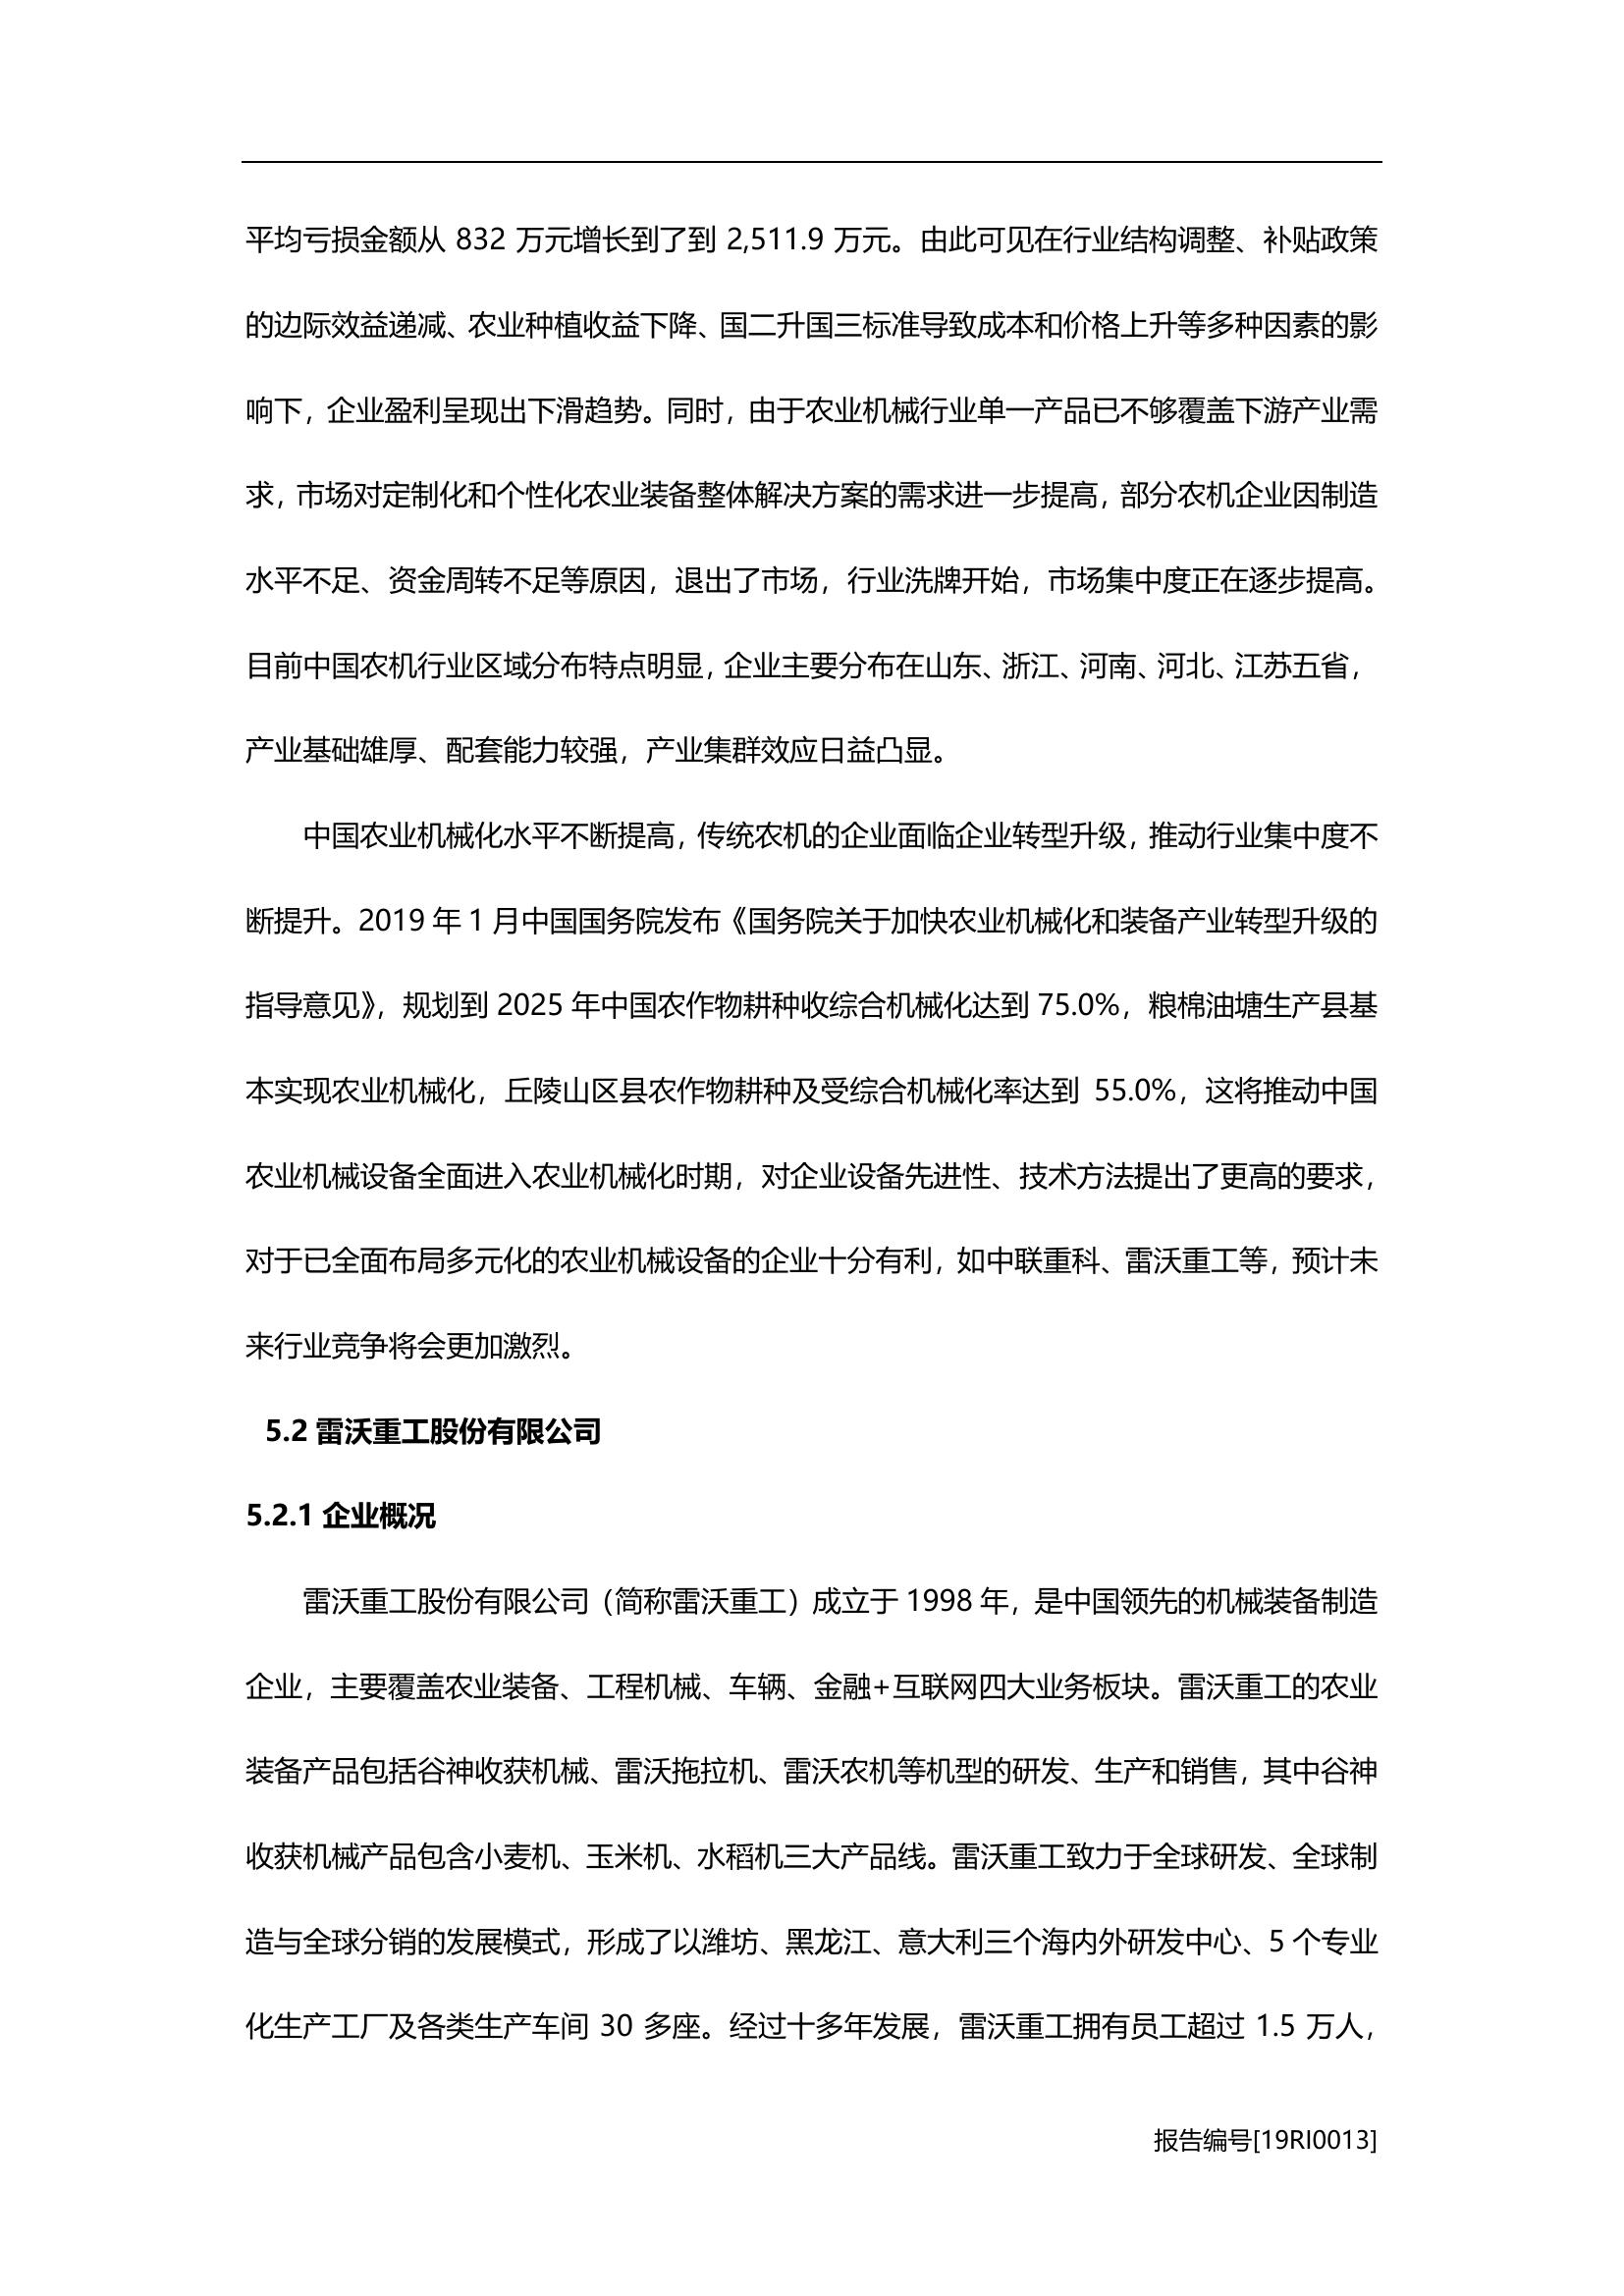 平均亏损金额从 832 万元增长到了到 2,511.9 万元。由此可见在行业结构调整、补贴政策
的边际效益递减、农业种植收益下降、国二升国三标准导致成本和价格上升等多种因素的影
响下，企业盈利呈现出下滑趋势。同时，由于农业机械行业单一产品已不够覆盖下游产业需
求，市场对定制化和个性化农业装备整体解决方案的需求进一步提高，部分农机企业因制造
水平不足、资金周转不足等原因，退出了市场，行业洗牌开始，市场集中度正在逐步提高。
目前中国农机行业区域分布特点明显，企业主要分布在山东、浙江、河南、河北、江苏五省，
产业基础雄厚、配套能力较强，产业集群效应日益凸显。
中国农业机械化水平不断提高，传统农机的企业面临企业转型升级，推动行业集中度不
断提升。2019 年 1 月中国国务院发布《国务院关于加快农业机械化和装备产业转型升级的
指导意见》，规划到 2025 年中国农作物耕种收综合机械化达到 75.0%，粮棉油塘生产县基
本实现农业机械化，丘陵山区县农作物耕种及受综合机械化率达到 55.0%，这将推动中国
农业机械设备全面进入农业机械化时期，对企业设备先进性、技术方法提出了更高的要求，
对于已全面布局多元化的农业机械设备的企业十分有利，如中联重科、雷沃重工等，预计未
来行业竞争将会更加激烈。
5.2 雷沃重工股份有限公司
5.2.1 企业概况
雷沃重工股份有限公司（简称雷沃重工）成立于 1998 年，是中国领先的机械装备制造
企业，主要覆盖农业装备、工程机械、车辆、金融+互联网四大业务板块。雷沃重工的农业
装备产品包括谷神收获机械、雷沃拖拉机、雷沃农机等机型的研发、生产和销售，其中谷神
收获机械产品包含小麦机、玉米机、水稻机三大产品线。雷沃重工致力于全球研发、全球制
造与全球分销的发展模式，形成了以潍坊、黑龙江、意大利三个海内外研发中心、5 个专业
化生产工厂及各类生产车间 30 多座。经过十多年发展，雷沃重工拥有员工超过 1.5 万人，
报告编号[19RI0013]